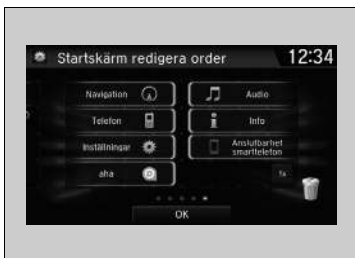 Startskärm redigera order 12:34
Navigation
Audio
Telefon
Info
Inställningar
Anslutbarhet
smarttelefon
aha
OK